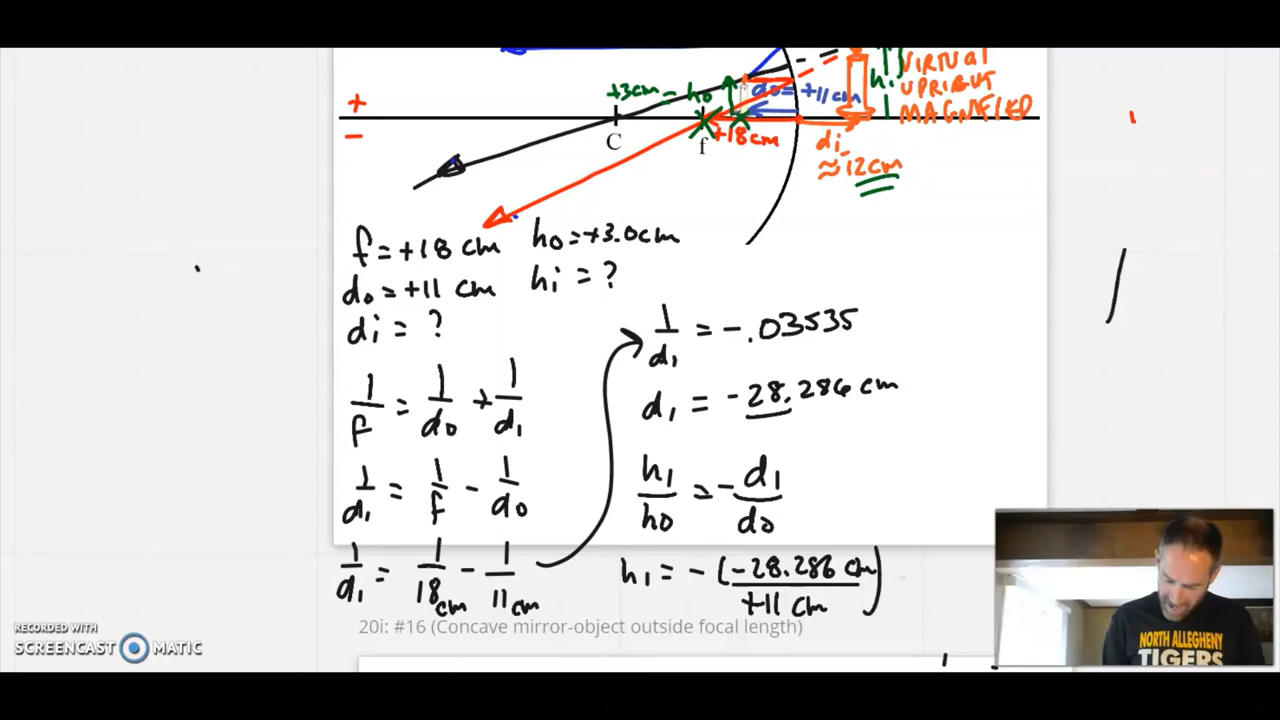 VIRTUAL
UPRIGHT
MAGNIFIED
hi
+3cm = ho
do = +11cm
+
−
C
f
+18cm
di
≈ -12cm
f = +18 cm
ho = +3.0cm
do = +11 cm
hi = ?
di = ?
1/f = 1/do + 1/di
1/di = 1/f - 1/do
1/di = 1/18cm - 1/11cm
1/di = -.03535
di = -28.286 cm
hi/ho = - di/do
hi = - (-28.286 cm / +11 cm)
20i: #16 (Concave mirror-object outside focal length)
RECORDED WITH
SCREENCAST MATIC
NORTH ALLEGHENY
TIGERS